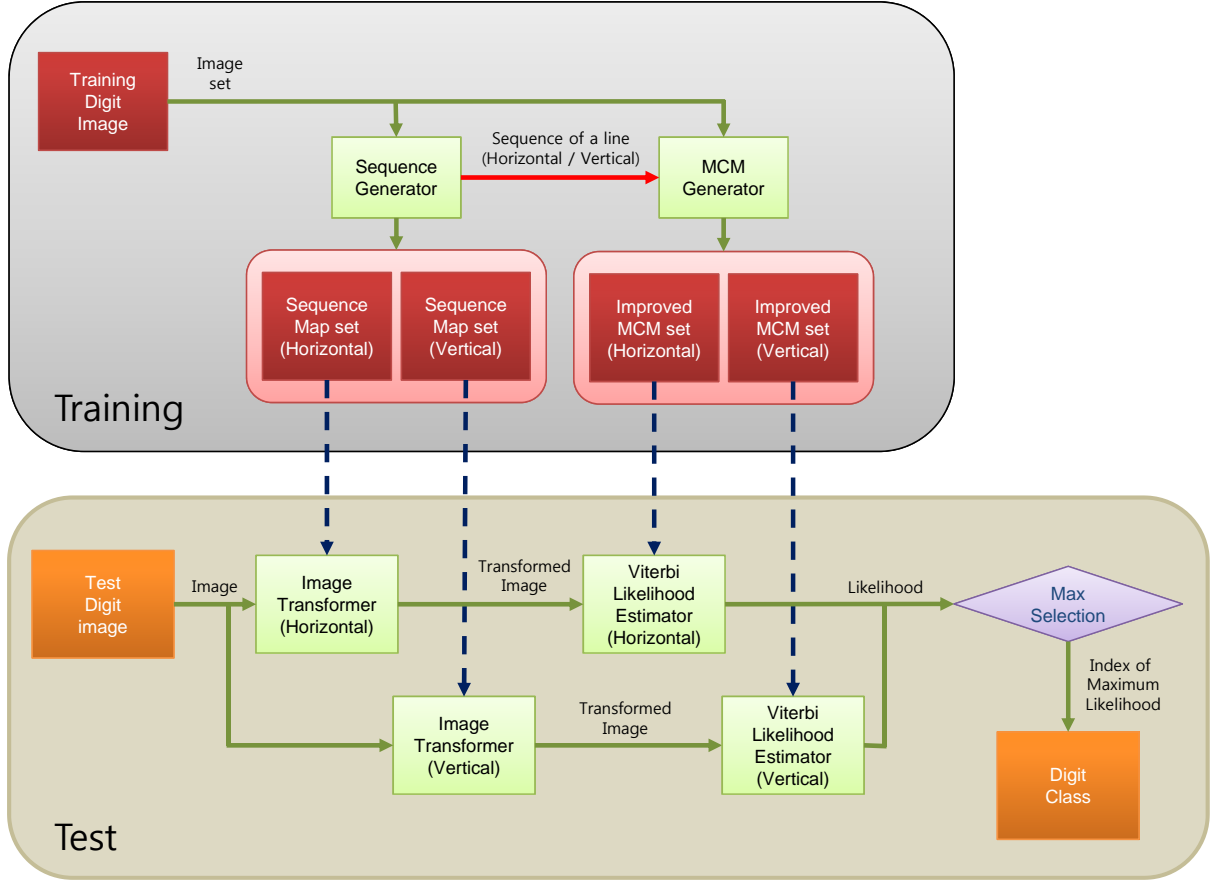 Training
Digit
Image
Image
set
Sequence
Generator
Sequence of a line
(Horizontal / Vertical)
MCM
Generator
Sequence
Map set
(Horizontal)
Sequence
Map set
(Vertical)
Improved
MCM set
(Horizontal)
Improved
MCM set
(Vertical)
Training
Test
Digit
image
Image
Image
Transformer
(Horizontal)
Transformed
Image
Viterbi
Likelihood
Estimator
(Horizontal)
Likelihood
Max
Selection
Image
Transformer
(Vertical)
Transformed
Image
Viterbi
Likelihood
Estimator
(Vertical)
Index of
Maximum
Likelihood
Digit
Class
Test